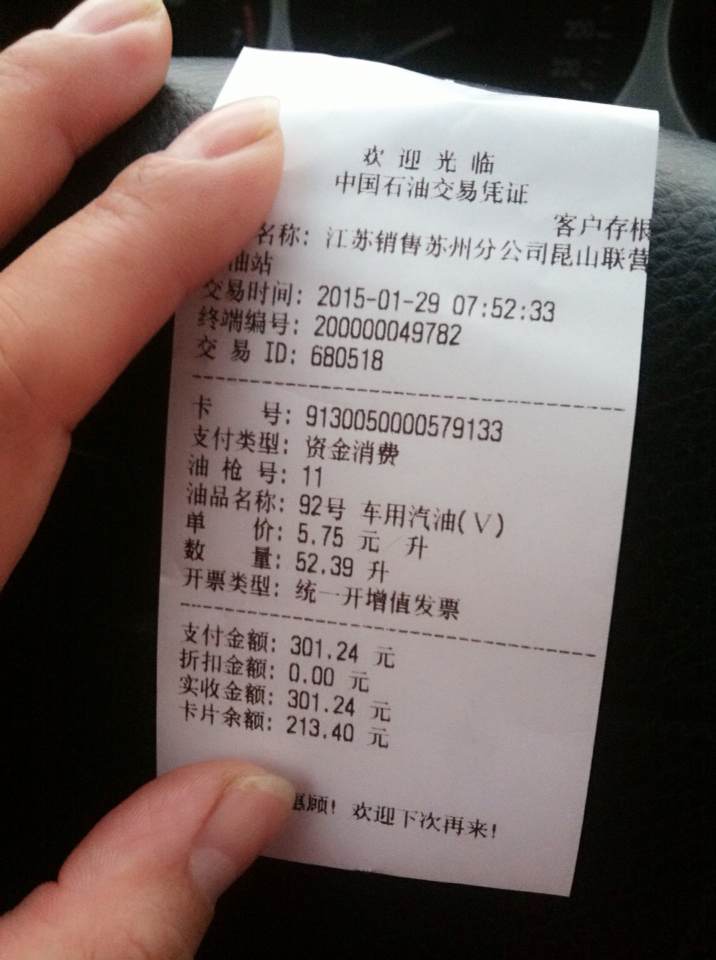 欢迎光临
中国石油交易凭证
客户存根
名称: 江苏销售苏州分公司昆山联营
油站
交易时间: 2015-01-29 07:52:33
终端编号: 200000049782
交易 ID: 680518
卡 号: 9130050000579133
支付类型: 资金消费
油枪号: 11
油品名称: 92号 车用汽油(Ⅴ)
单 价: 5.75 元/升
数 量: 52.39 升
开票类型: 统一开增值发票
支付金额: 301.24 元
折扣金额: 0.00 元
实收金额: 301.24 元
卡片余额: 213.40 元
惠顾! 欢迎下次再来!